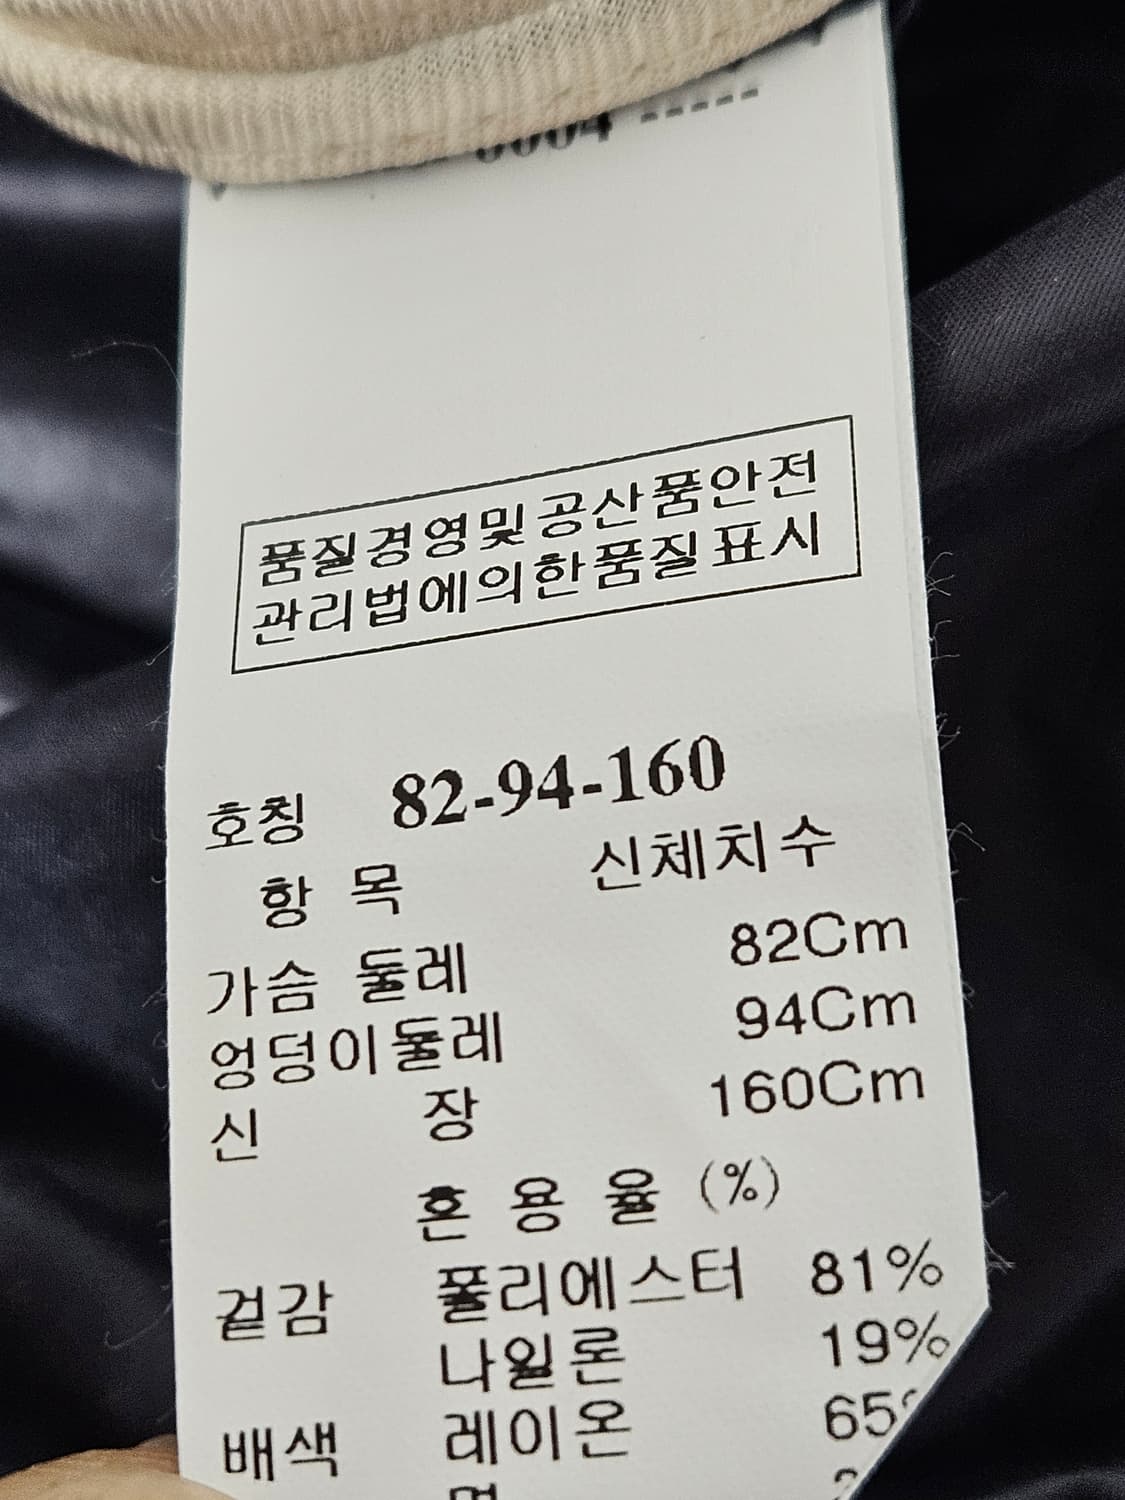 0004 -----
품질경영및공산품안전
관리법에의한품질표시
호칭 82-94-160
항 목 신체치수
가슴 둘레 82Cm
엉덩이둘레 94Cm
신 장 160Cm
혼 용 율 (%)
겉감 폴리에스터 81%
나일론 19%
배색 레이온 65